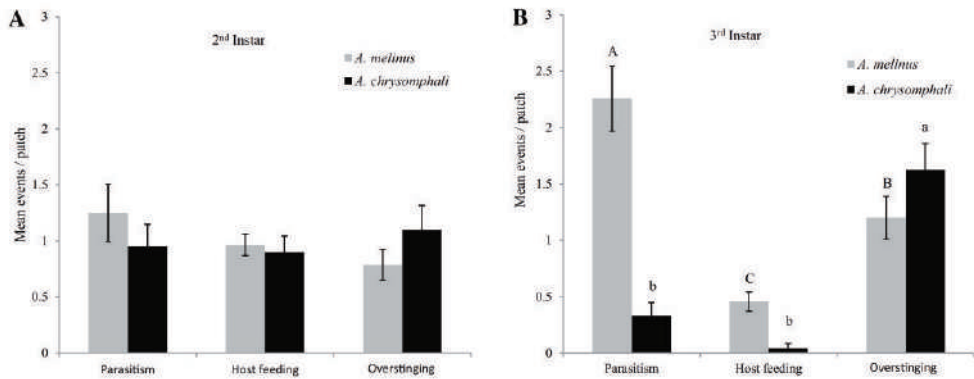 A
2nd Instar
A. melinus
A. chrysomphali
Mean events / patch
3
2.5
2
1.5
1
0.5
0
Parasitism Host feeding Overstinging
B
3rd Instar
A. melinus
A. chrysomphali
Mean events / patch
3
2.5
2
1.5
1
0.5
0
A
b
C
b
B
a
Parasitism Host feeding Overstinging